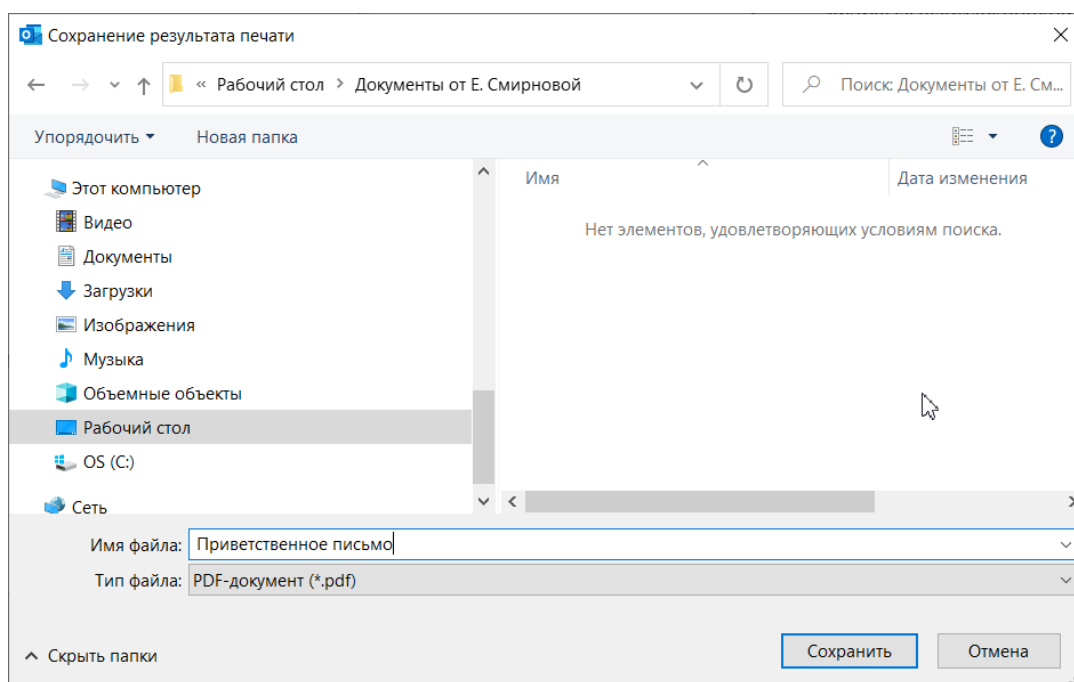 Сохранение результата печати
« Рабочий стол > Документы от Е. Смирновой
Поиск: Документы от Е. См...
Упорядочить
Новая папка
?
Этот компьютер
Видео
Документы
Загрузки
Изображения
Музыка
Объемные объекты
Рабочий стол
OS (C:)
Сеть
Имя
Дата изменения
Нет элементов, удовлетворяющих условиям поиска.
Имя файла: Приветственное письмо
Тип файла: PDF-документ (*.pdf)
Скрыть папки
Сохранить
Отмена